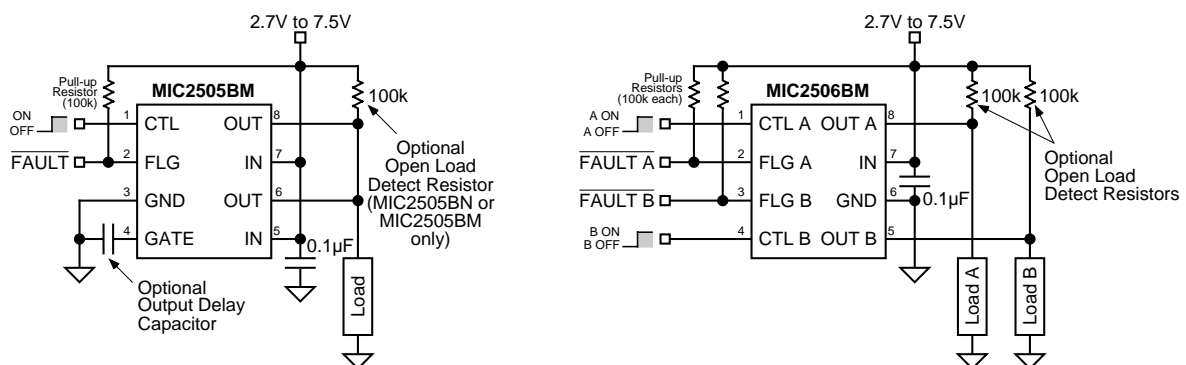 2.7V to 7.5V
MIC2505BM
Pull-up
Resistor
(100k)
100k
ON
OFF
1
CTL
OUT
8
FAULT
2
FLG
IN
7
3
GND
OUT
6
4
GATE
IN
5
0.1µF
Optional
Open Load
Detect Resistor
(MIC2505BN or
MIC2505BM
only)
Optional
Output Delay
Capacitor
Load
2.7V to 7.5V
MIC2506BM
Pull-up
Resistors
(100k each)
100k
100k
A ON
A OFF
1
CTL A
OUT A
8
FAULT A
2
FLG A
IN
7
FAULT B
3
FLG B
GND
6
0.1µF
B ON
B OFF
4
CTL B
OUT B
5
Optional
Open Load
Detect Resistors
Load A
Load B